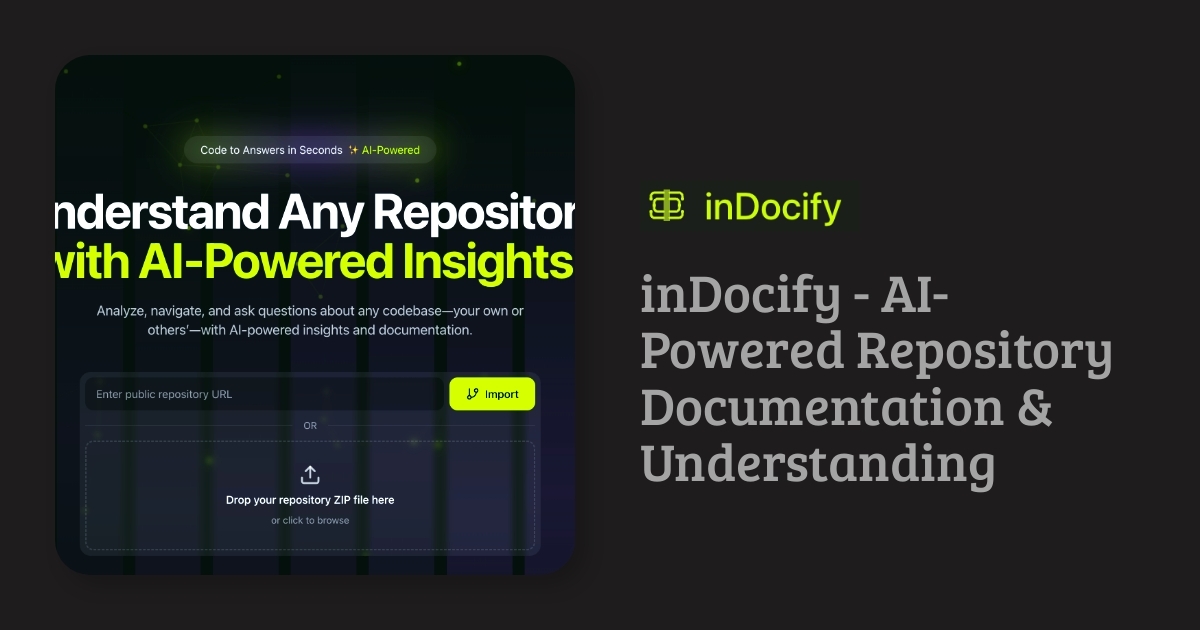 Code to Answers in Seconds ✨ AI-Powered
nderstand Any Repositor
with AI-Powered Insights
Analyze, navigate, and ask questions about any codebase—your own or
others'—with AI-powered insights and documentation.
Enter public repository URL
Import
OR
Drop your repository ZIP file here
or click to browse
inDocify
inDocify - AI-
Powered Repository
Documentation &
Understanding